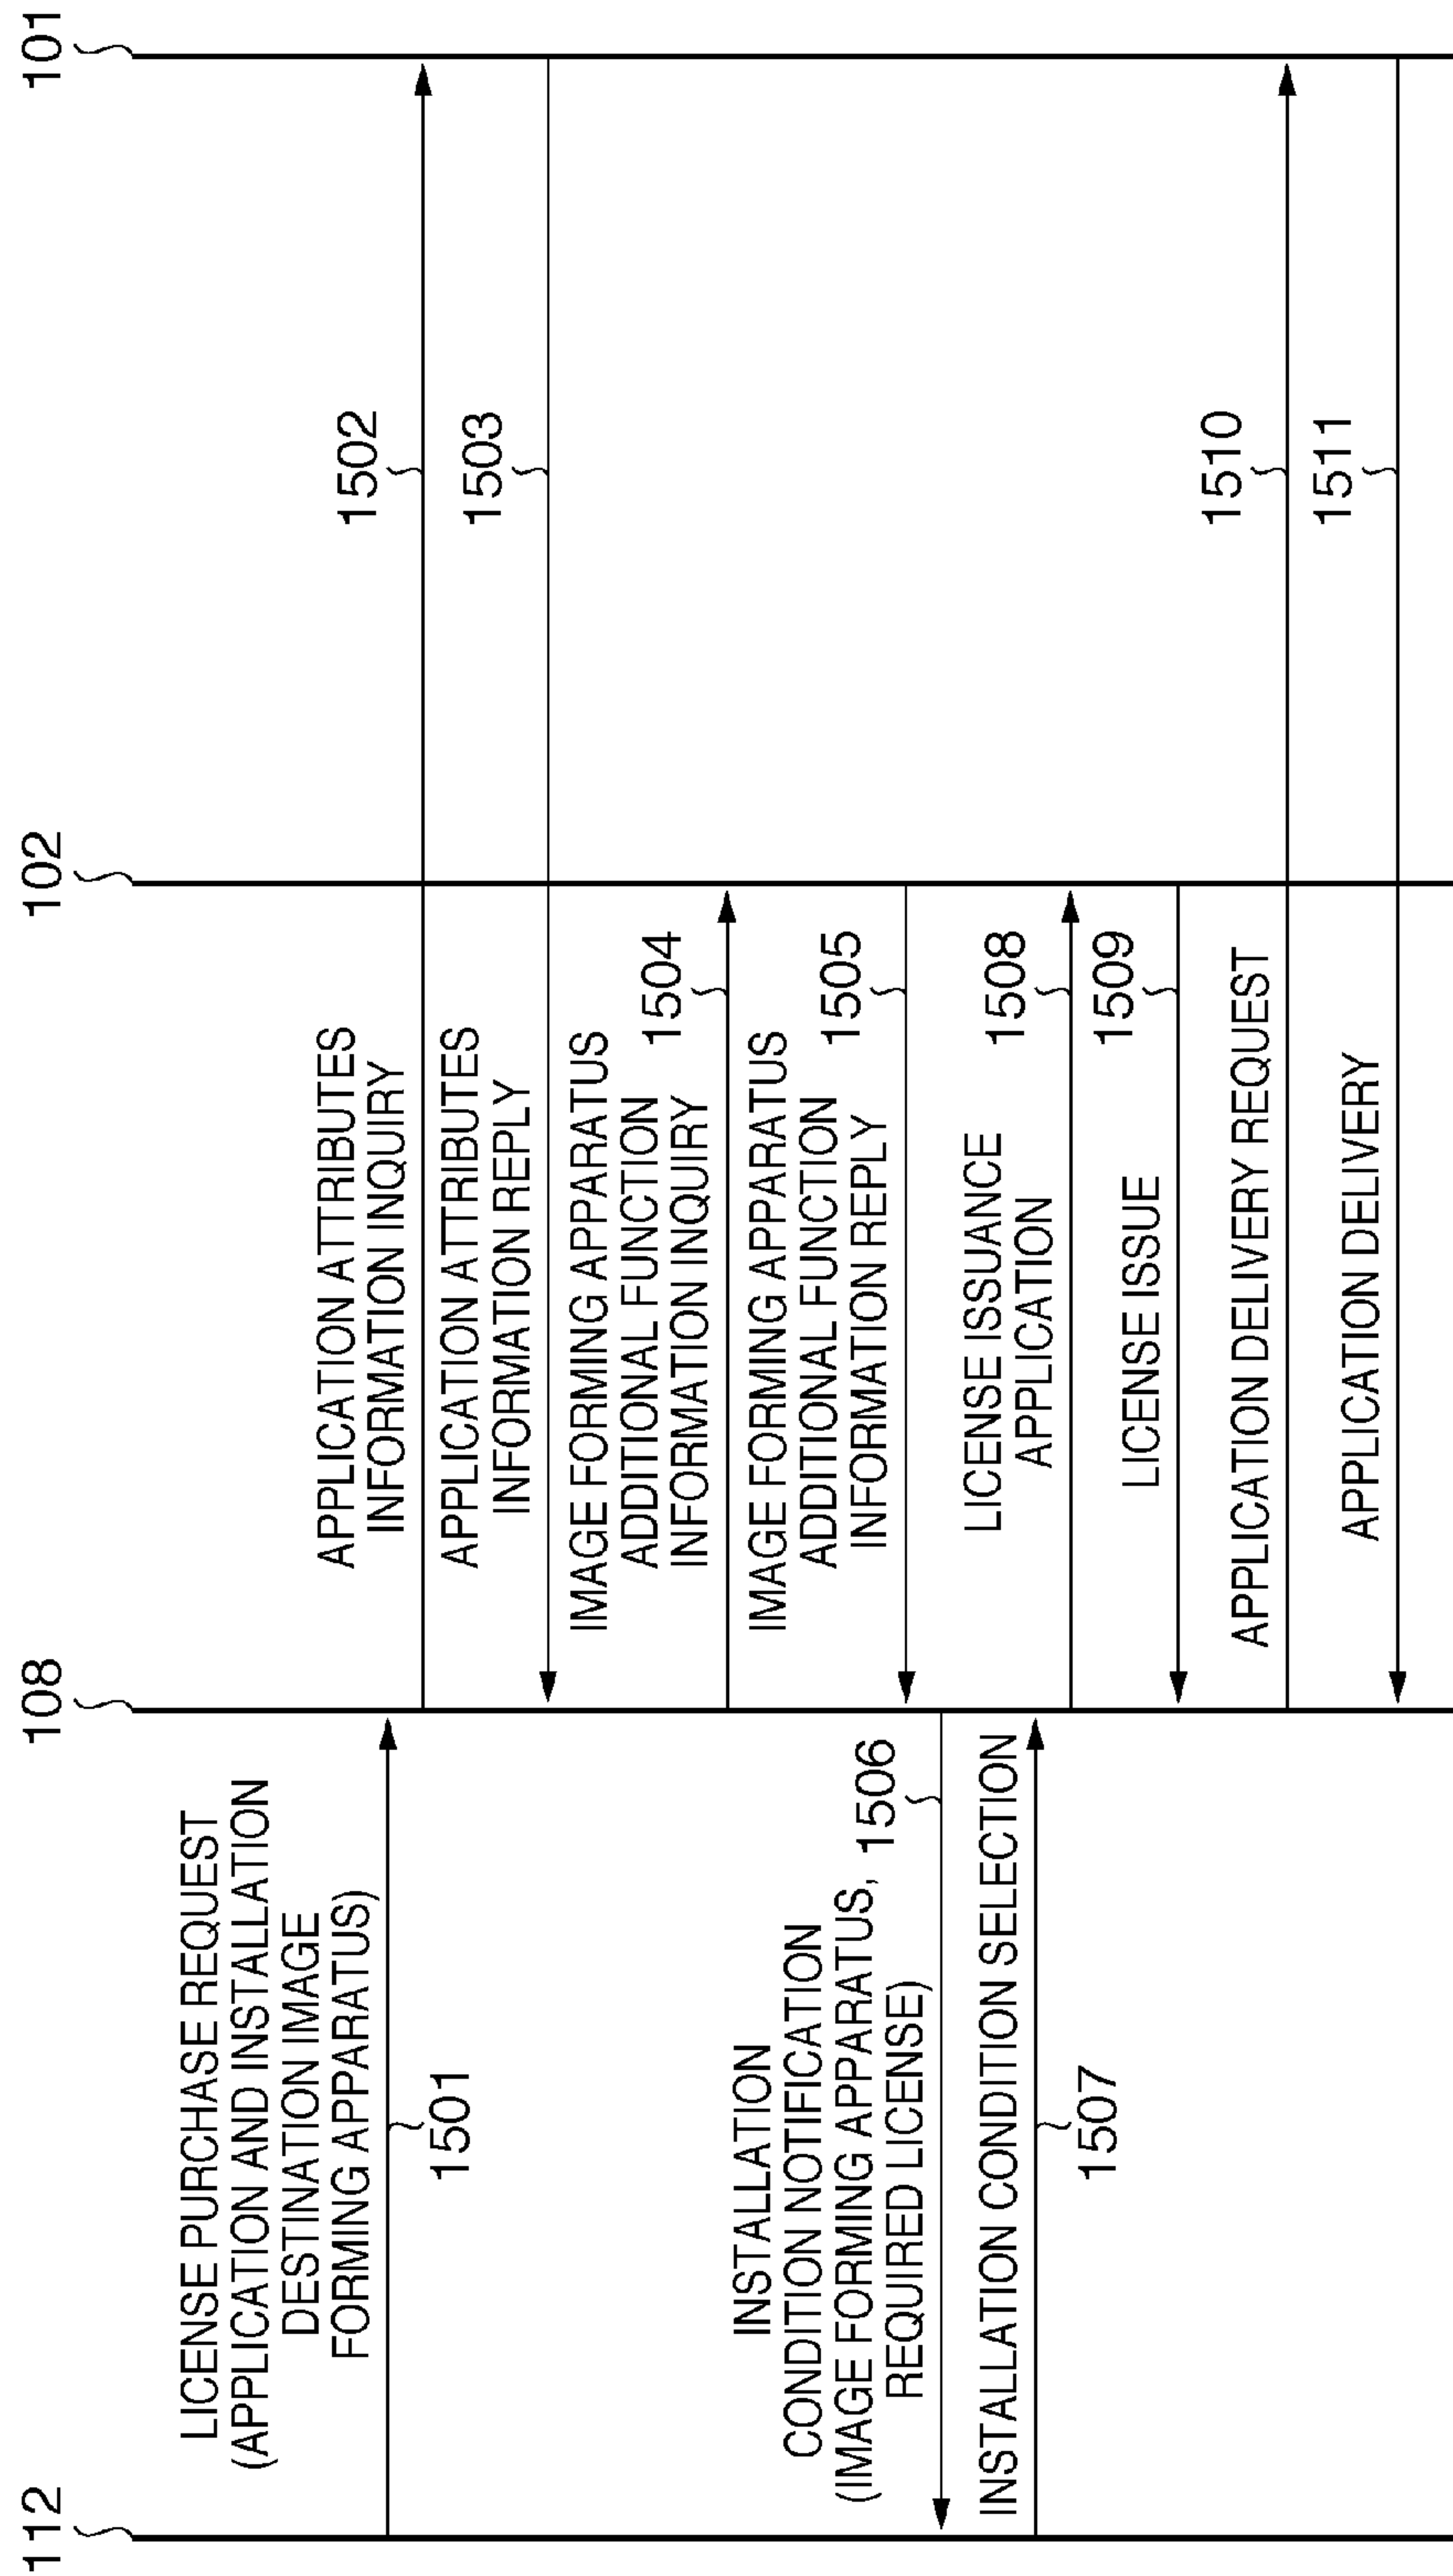 112
108
102
101
LICENSE PURCHASE REQUEST
(APPLICATION AND INSTALLATION
DESTINATION IMAGE
FORMING APPARATUS)
1501
APPLICATION ATTRIBUTES
INFORMATION INQUIRY
1502
APPLICATION ATTRIBUTES
INFORMATION REPLY
1503
IMAGE FORMING APPARATUS
ADDITIONAL FUNCTION
INFORMATION INQUIRY
1504
IMAGE FORMING APPARATUS
ADDITIONAL FUNCTION
INFORMATION REPLY
1505
INSTALLATION
CONDITION NOTIFICATION
(IMAGE FORMING APPARATUS,
REQUIRED LICENSE)
1506
INSTALLATION CONDITION SELECTION
1507
LICENSE ISSUANCE
APPLICATION
1508
LICENSE ISSUE
1509
APPLICATION DELIVERY REQUEST
1510
APPLICATION DELIVERY
1511